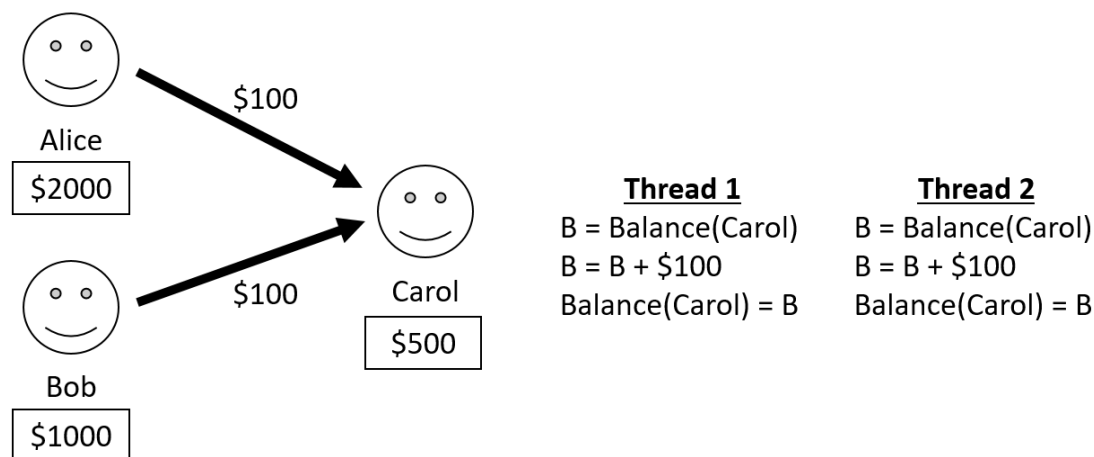 $100
Alice
$2000
$100
Carol
$500
Bob
$1000
Thread 1
B = Balance(Carol)
B = B + $100
Balance(Carol) = B
Thread 2
B = Balance(Carol)
B = B + $100
Balance(Carol) = B